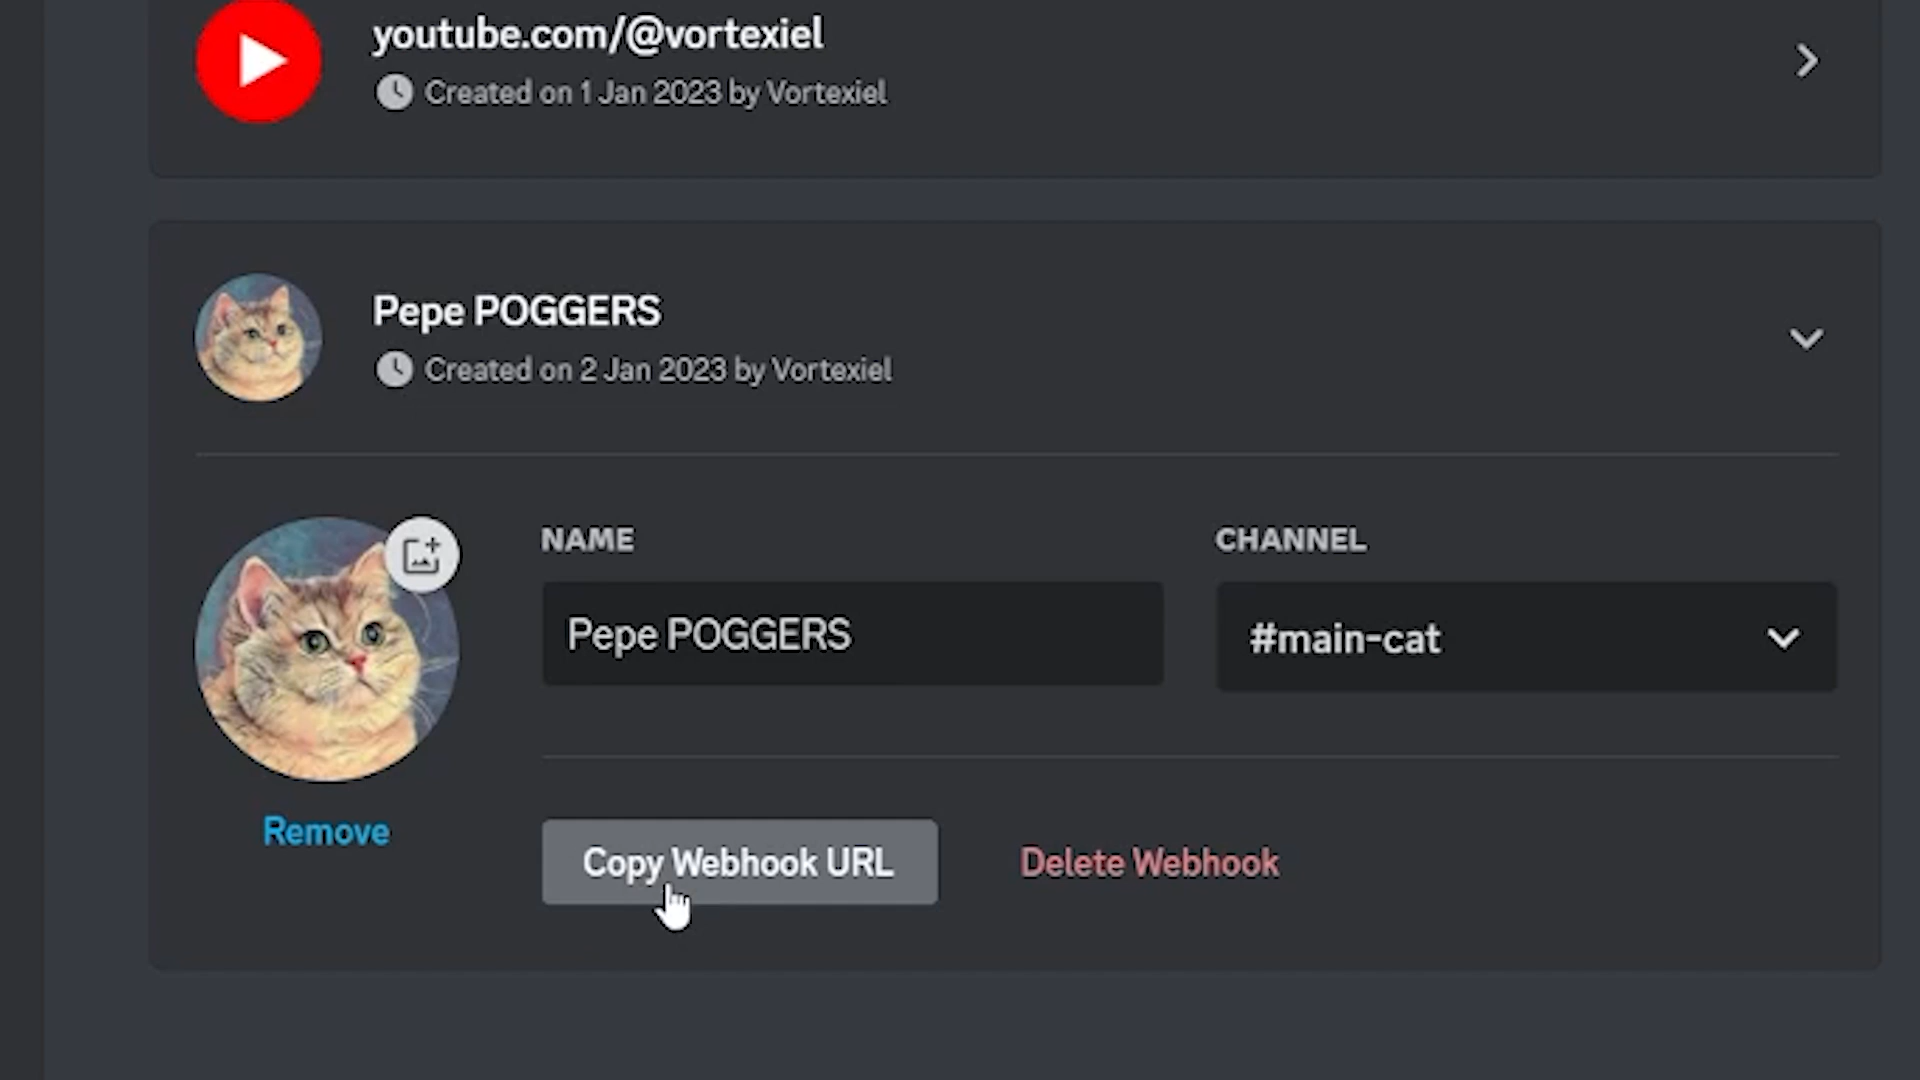 youtube.com/@vortexiel
Created on 1 Jan 2023 by Vortexiel
Pepe POGGERS
Created on 2 Jan 2023 by Vortexiel
NAME
CHANNEL
Pepe POGGERS
#main-cat
Remove
Copy Webhook URL
Delete Webhook